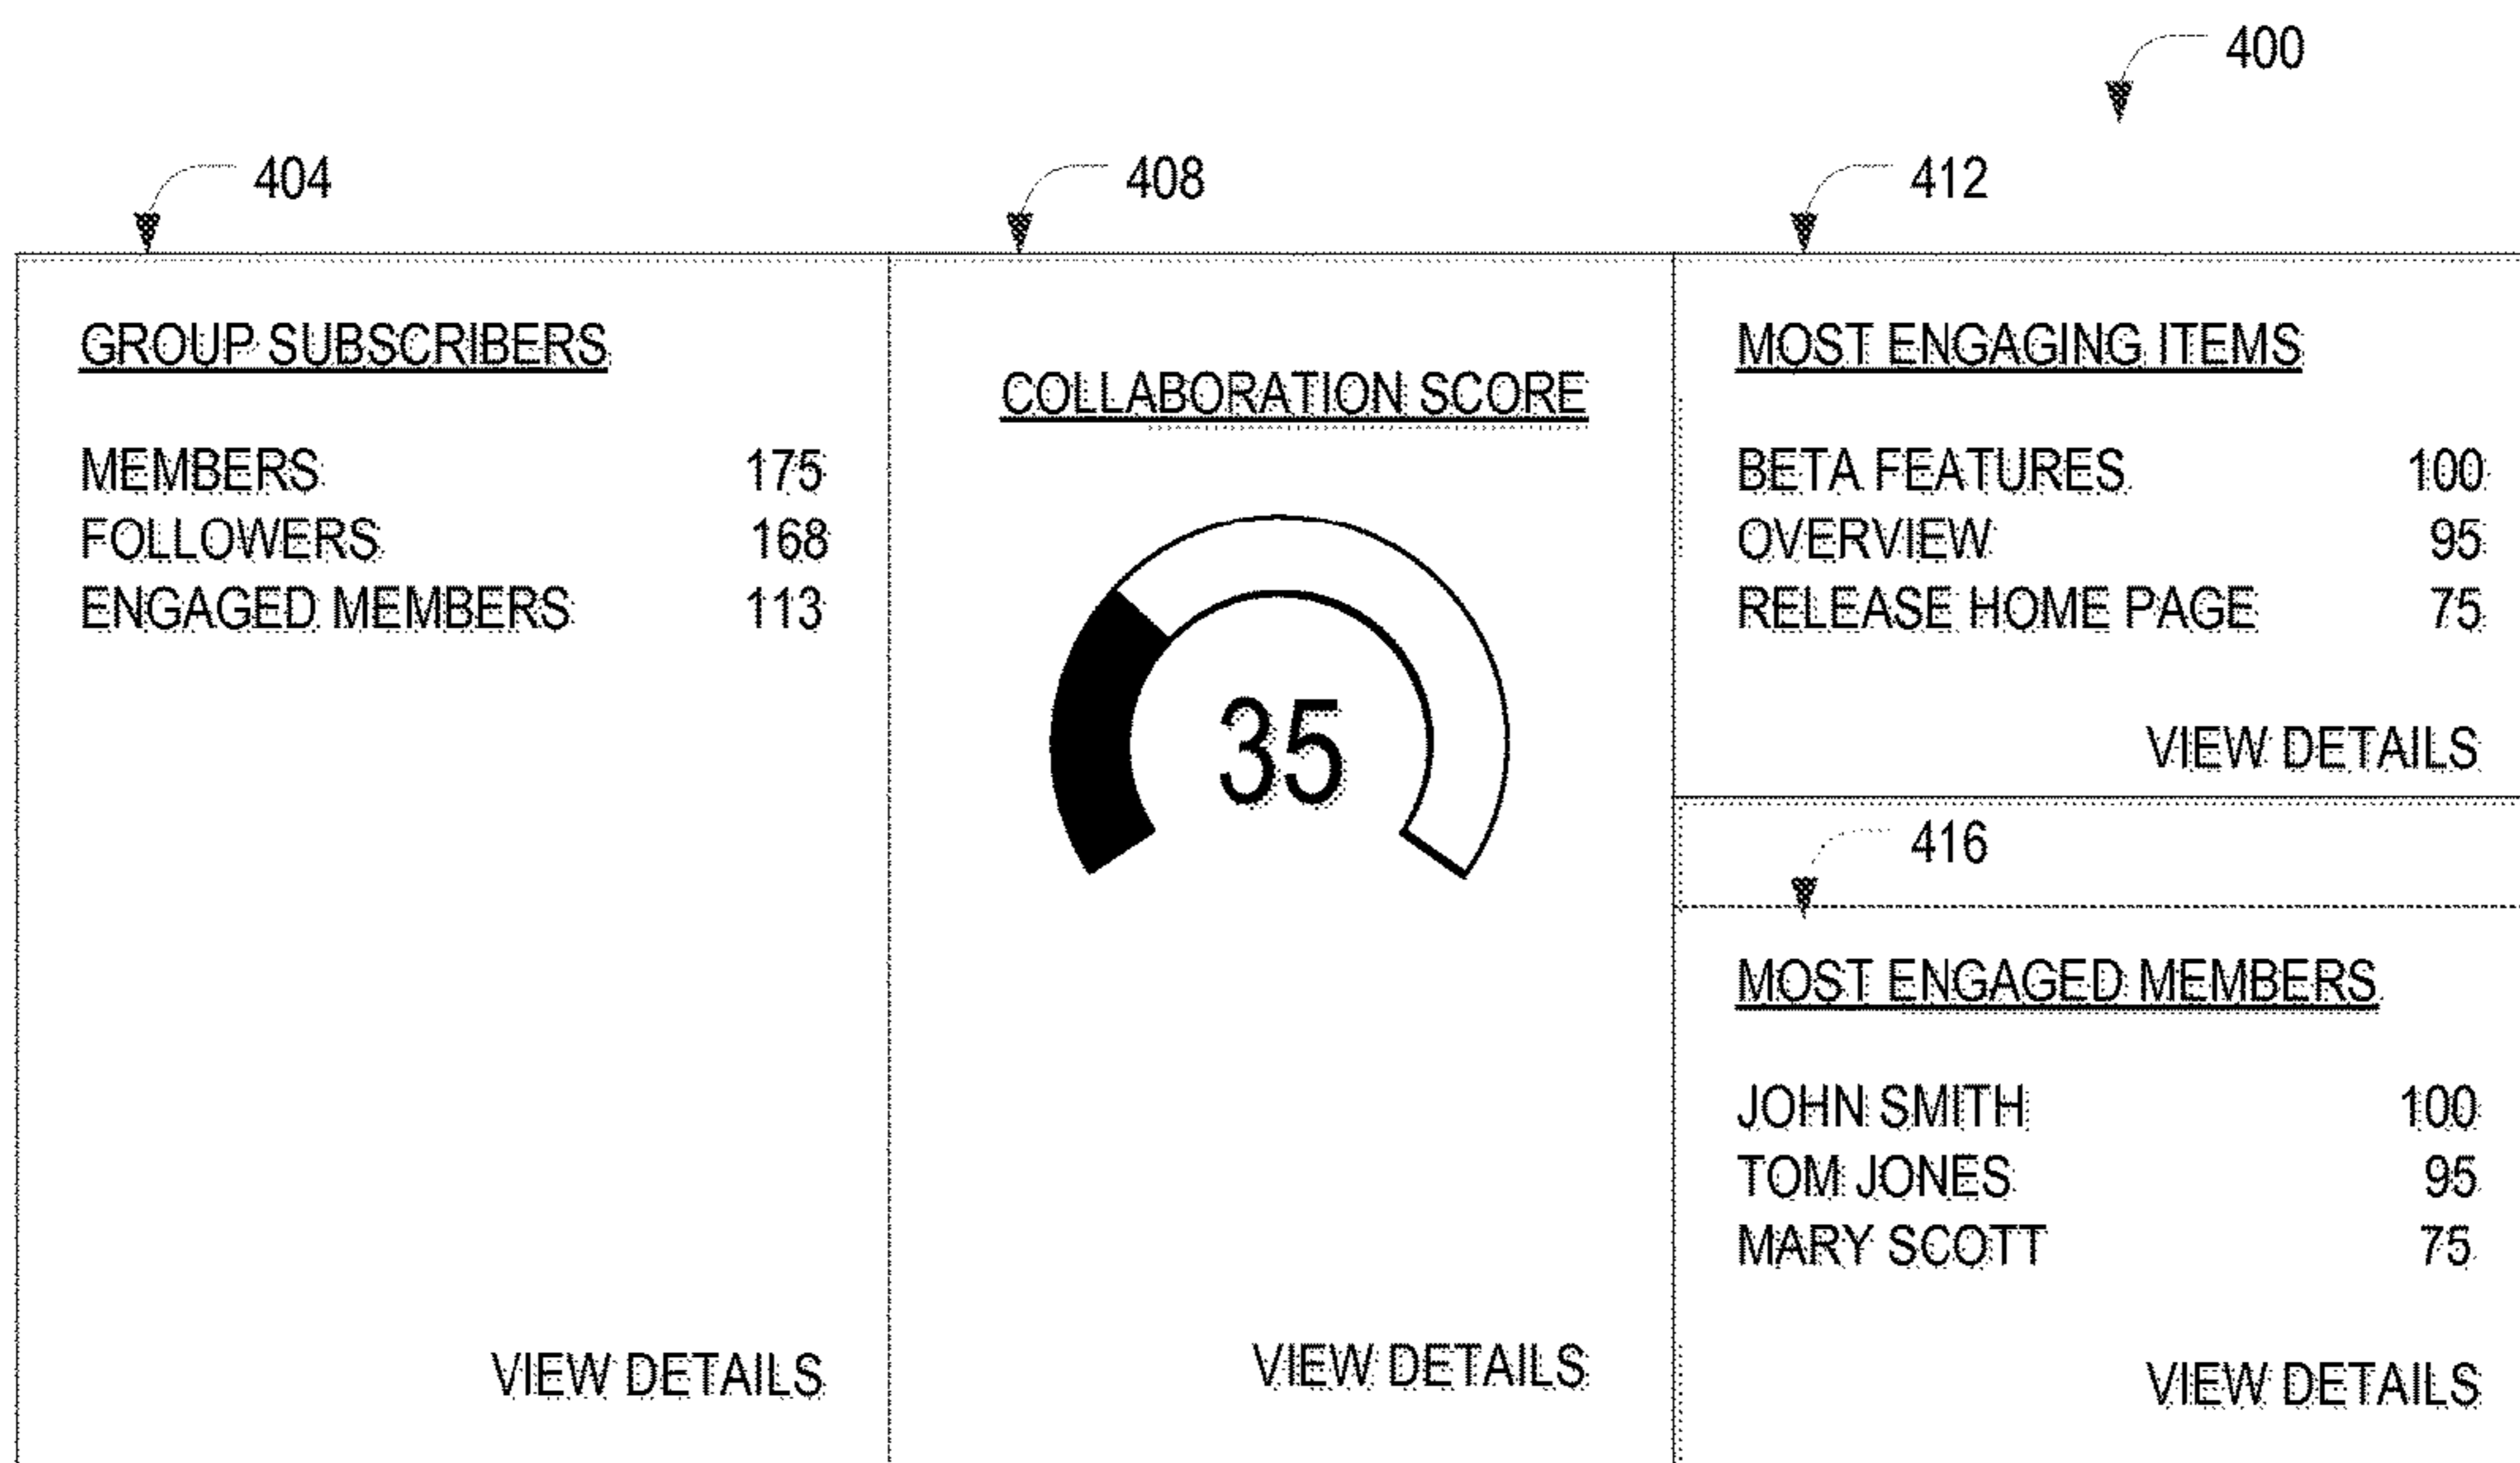 400
404
408
412
GROUP SUBSCRIBERS
MEMBERS 175
FOLLOWERS 168
ENGAGED MEMBERS 113
VIEW DETAILS
COLLABORATION SCORE
35
VIEW DETAILS
MOST ENGAGING ITEMS
BETA FEATURES 100
OVERVIEW 95
RELEASE HOME PAGE 75
VIEW DETAILS
416
MOST ENGAGED MEMBERS
JOHN SMITH 100
TOM JONES 95
MARY SCOTT 75
VIEW DETAILS